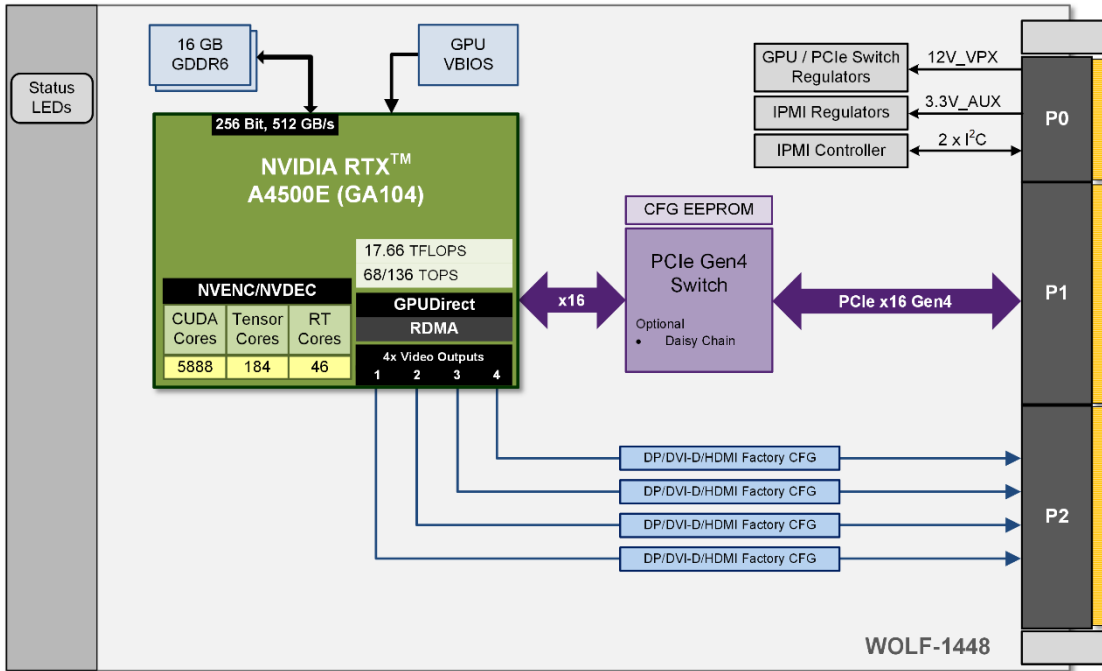 Status
LEDs
16 GB
GDDR6
GPU
VBIOS
256 Bit, 512 GB/s
NVIDIA RTX™
A4500E (GA104)
17.66 TFLOPS
68/136 TOPS
NVENC/NVDEC
CUDA
Cores
Tensor
Cores
RT
Cores
5888
184
46
GPUDirect
RDMA
4x Video Outputs
1 2 3 4
x16
CFG EEPROM
PCIe Gen4
Switch
Optional
• Daisy Chain
PCIe x16 Gen4
GPU / PCIe Switch
Regulators
12V_VPX
IPMI Regulators
3.3V_AUX
IPMI Controller
2 x I²C
P0
P1
DP/DVI-D/HDMI Factory CFG
DP/DVI-D/HDMI Factory CFG
DP/DVI-D/HDMI Factory CFG
DP/DVI-D/HDMI Factory CFG
P2
WOLF-1448